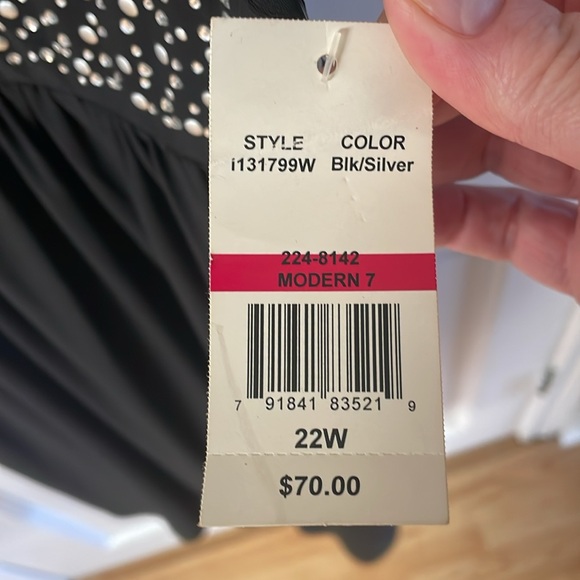 STYLE COLOR
i131799W Blk/Silver
224-8142
MODERN 7
7 91841 83521 9
22W
$70.00